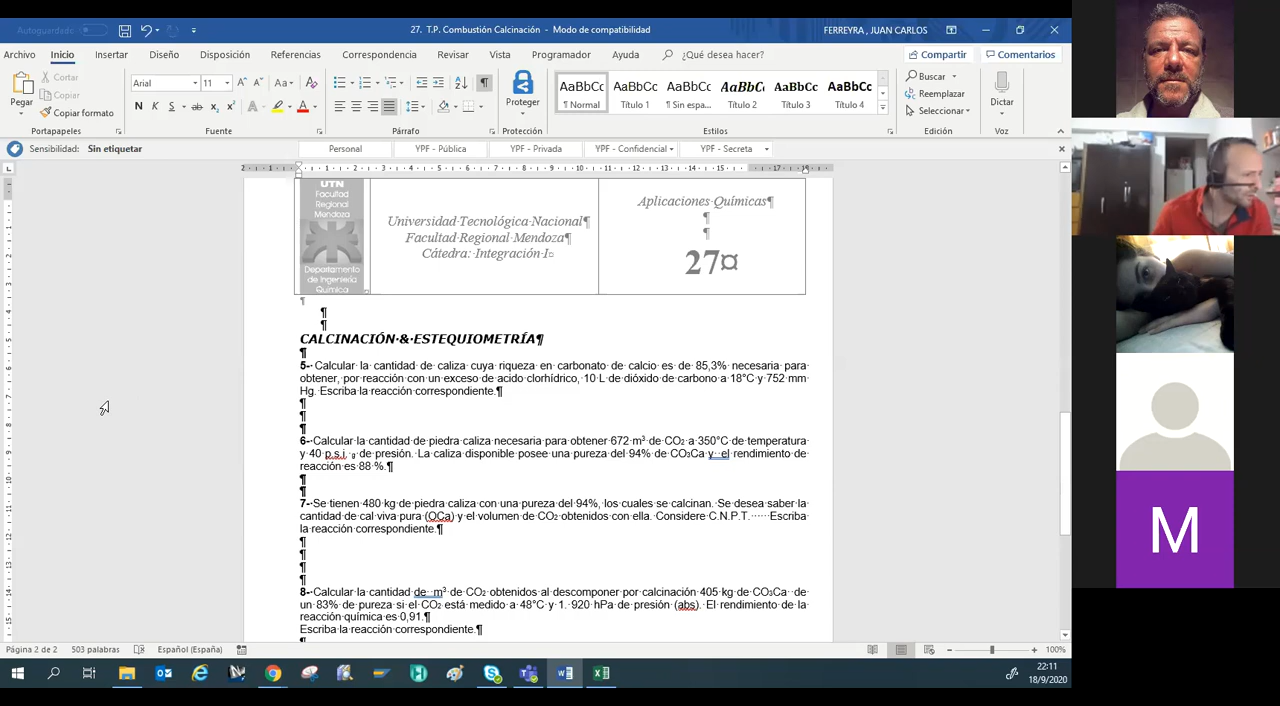 Autoguardado
27, T.P. Combustión Calcinación - Modo de compatibilidad
FERREYRA , JUAN CARLOS
Archivo Inicio Insertar Diseño Disposición Referencias Correspondencia Revisar Vista Programador Ayuda ¿Qué desea hacer? Compartir Comentarios
Pegar
Cortar
Copiar
Copiar formato
Arial 11
N K S ab x₂ x²
Proteger
AaBbCc AaBbCc AaBbCc AaBbCc AaBbCc AaBbCc
¶ Normal Título 1 ¶ Sin espa... Título 2 Título 3 Título 4
Buscar
Reemplazar
Seleccionar
Dictar
Portapapeles Fuente Párrafo Protección Estilos Edición Voz
Sensibilidad: Sin etiquetar Personal YPF - Pública YPF - Privada YPF - Confidencial YPF - Secreta
UTN
Facultad
Regional
Mendoza
Departamento
de Ingeniería
Química
Universidad·Tecnológica·Nacional¶
Facultad·Regional·Mendoza¶
Cátedra:·Integración·I¤
Aplicaciones·Químicas¶
¶
¶
27¤
¶
¶
¶
CALCINACIÓN·&·ESTEQUIOMETRÍA¶
¶
5-· Calcular la cantidad de caliza cuya riqueza en carbonato de calcio es de 85,3% necesaria para
obtener, por reacción con un exceso de acido clorhídrico, 10 L de dióxido de carbono a 18°C y 752 mm
Hg. Escriba la reacción correspondiente.¶
¶
¶
¶
6-·Calcular la cantidad de piedra caliza necesaria para obtener 672 m³ de CO₂ a 350°C de temperatura
y 40 p.s.i. g de presión. La caliza disponible posee una pureza del 94% de CO₃Ca y el rendimiento de
reacción es 88 %.¶
¶
¶
7-·Se tienen 480 kg de piedra caliza con una pureza del 94%, los cuales se calcinan. Se desea saber la
cantidad de cal viva pura (OCa) y el volumen de CO₂ obtenidos con ella. Considere C.N.P.T. ······Escriba
la reacción correspondiente.¶
¶
¶
¶
¶
8-·Calcular la cantidad de m³ de CO₂ obtenidos al descomponer por calcinación 405 kg de CO₃Ca de
un 83% de pureza si el CO₂ está medido a 48°C y 1. 920 hPa de presión (abs). El rendimiento de la
reacción química es 0,91.¶
Escriba la reacción correspondiente.¶
Página 2 de 2 503 palabras Español (España) 100%
22:11
18/9/2020
M